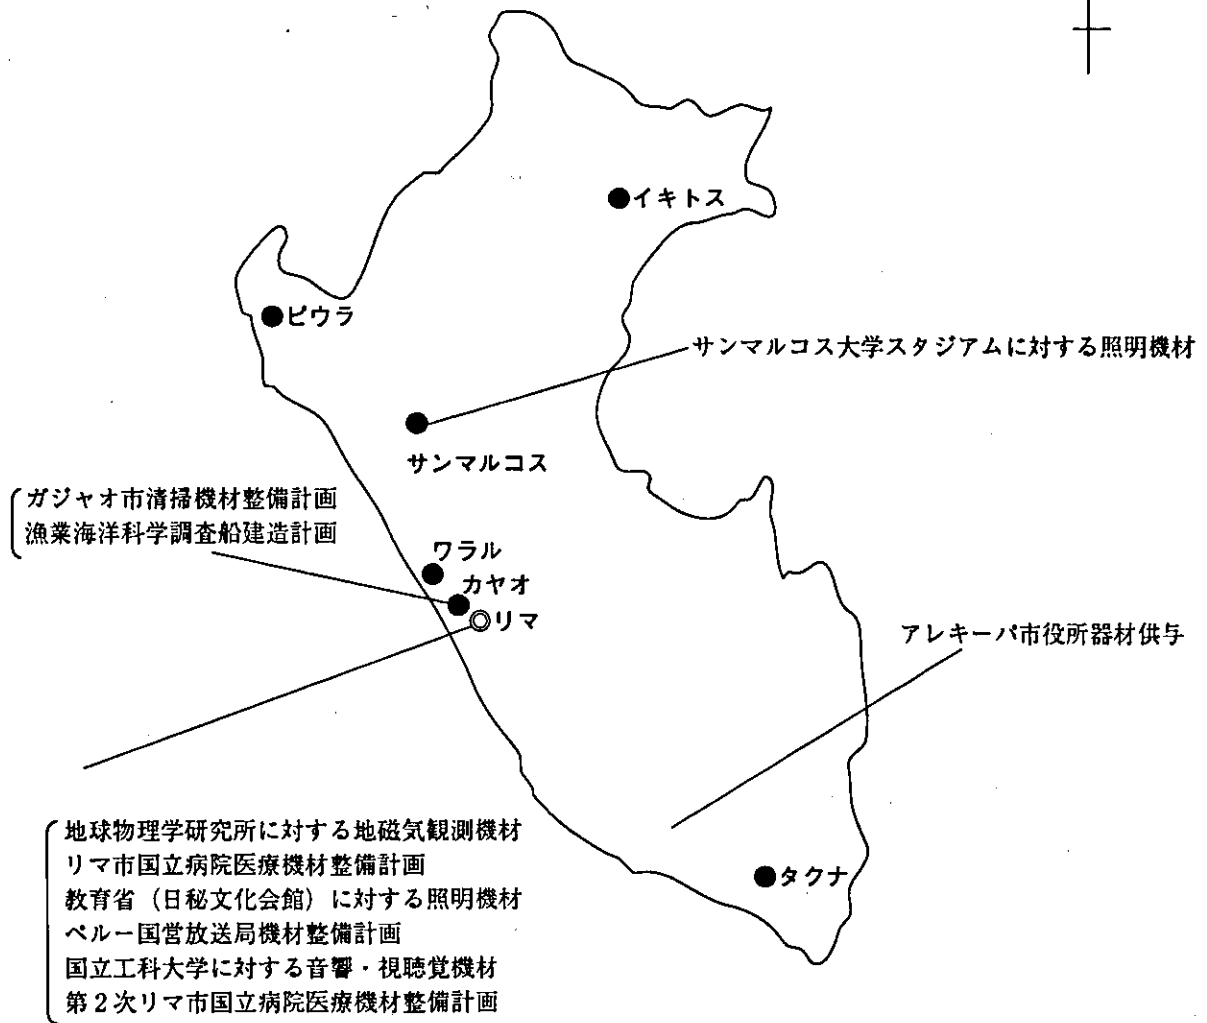 イキトス
ピウラ
サンマルコス大学スタジアムに対する照明機材
サンマルコス
ガジャオ市清掃機材整備計画
漁業海洋科学調査船建造計画
ワラル
カヤオ
リマ
アレキーパ市役所器材供与
地球物理学研究所に対する地磁気観測機材
リマ市国立病院医療機材整備計画
教育省（日秘文化会館）に対する照明機材
ペルー国営放送局機材整備計画
国立工科大学に対する音響・視聴覚機材
第2次リマ市国立病院医療機材整備計画
タクナ